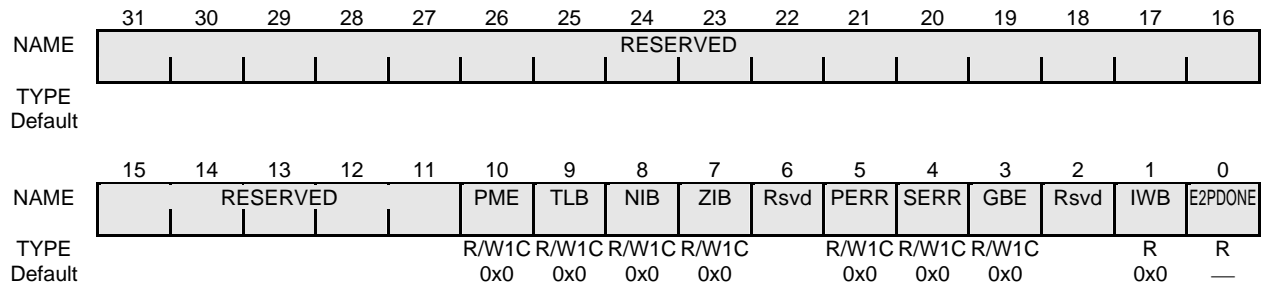 31 30 29 28 27 26 25 24 23 22 21 20 19 18 17 16
NAME RESERVED
TYPE
Default
15 14 13 12 11 10 9 8 7 6 5 4 3 2 1 0
NAME RESERVED PME TLB NIB ZIB Rsvd PERR SERR GBE Rsvd IWB E2PDONE
TYPE R/W1C R/W1C R/W1C R/W1C R/W1C R/W1C R/W1C R R
Default 0x0 0x0 0x0 0x0 0x0 0x0 0x0 0x0 —